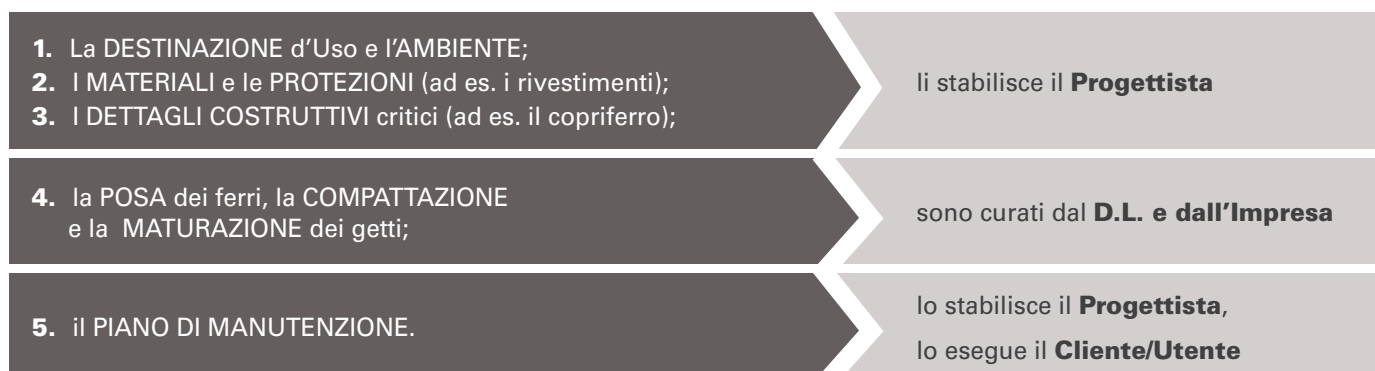 1. La DESTINAZIONE d’Uso e l’AMBIENTE;
2. I MATERIALI e le PROTEZIONI (ad es. i rivestimenti);
3. I DETTAGLI COSTRUTTIVI critici (ad es. il copriferro);
li stabilisce il Progettista
4. la POSA dei ferri, la COMPATTAZIONE
e la MATURAZIONE dei getti;
sono curati dal D.L. e dall’Impresa
5. il PIANO DI MANUTENZIONE.
lo stabilisce il Progettista,
lo esegue il Cliente/Utente